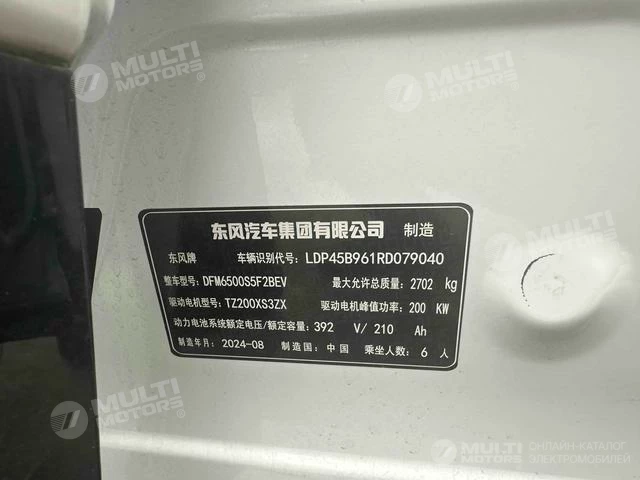 MULTI MOTORS
MULTI MOTORS
东风汽车集团有限公司 制造
东风牌 车辆识别代号: LDP45B961RD079040
整车型号: DFM6500S5F2BEV 最大允许总质量: 2702 kg
驱动电机型号: TZ200XS3ZX 驱动电机峰值功率: 200 KW
动力电池系统额定电压/额定容量: 392 V/ 210 Ah
制造年月: 2024-08 制造国: 中国 乘坐人数: 6 人
MULTI MOTORS
MULTI MOTORS
ОНЛАЙН-КАТАЛОГ
ЭЛЕКТРОМОБИЛЕЙ